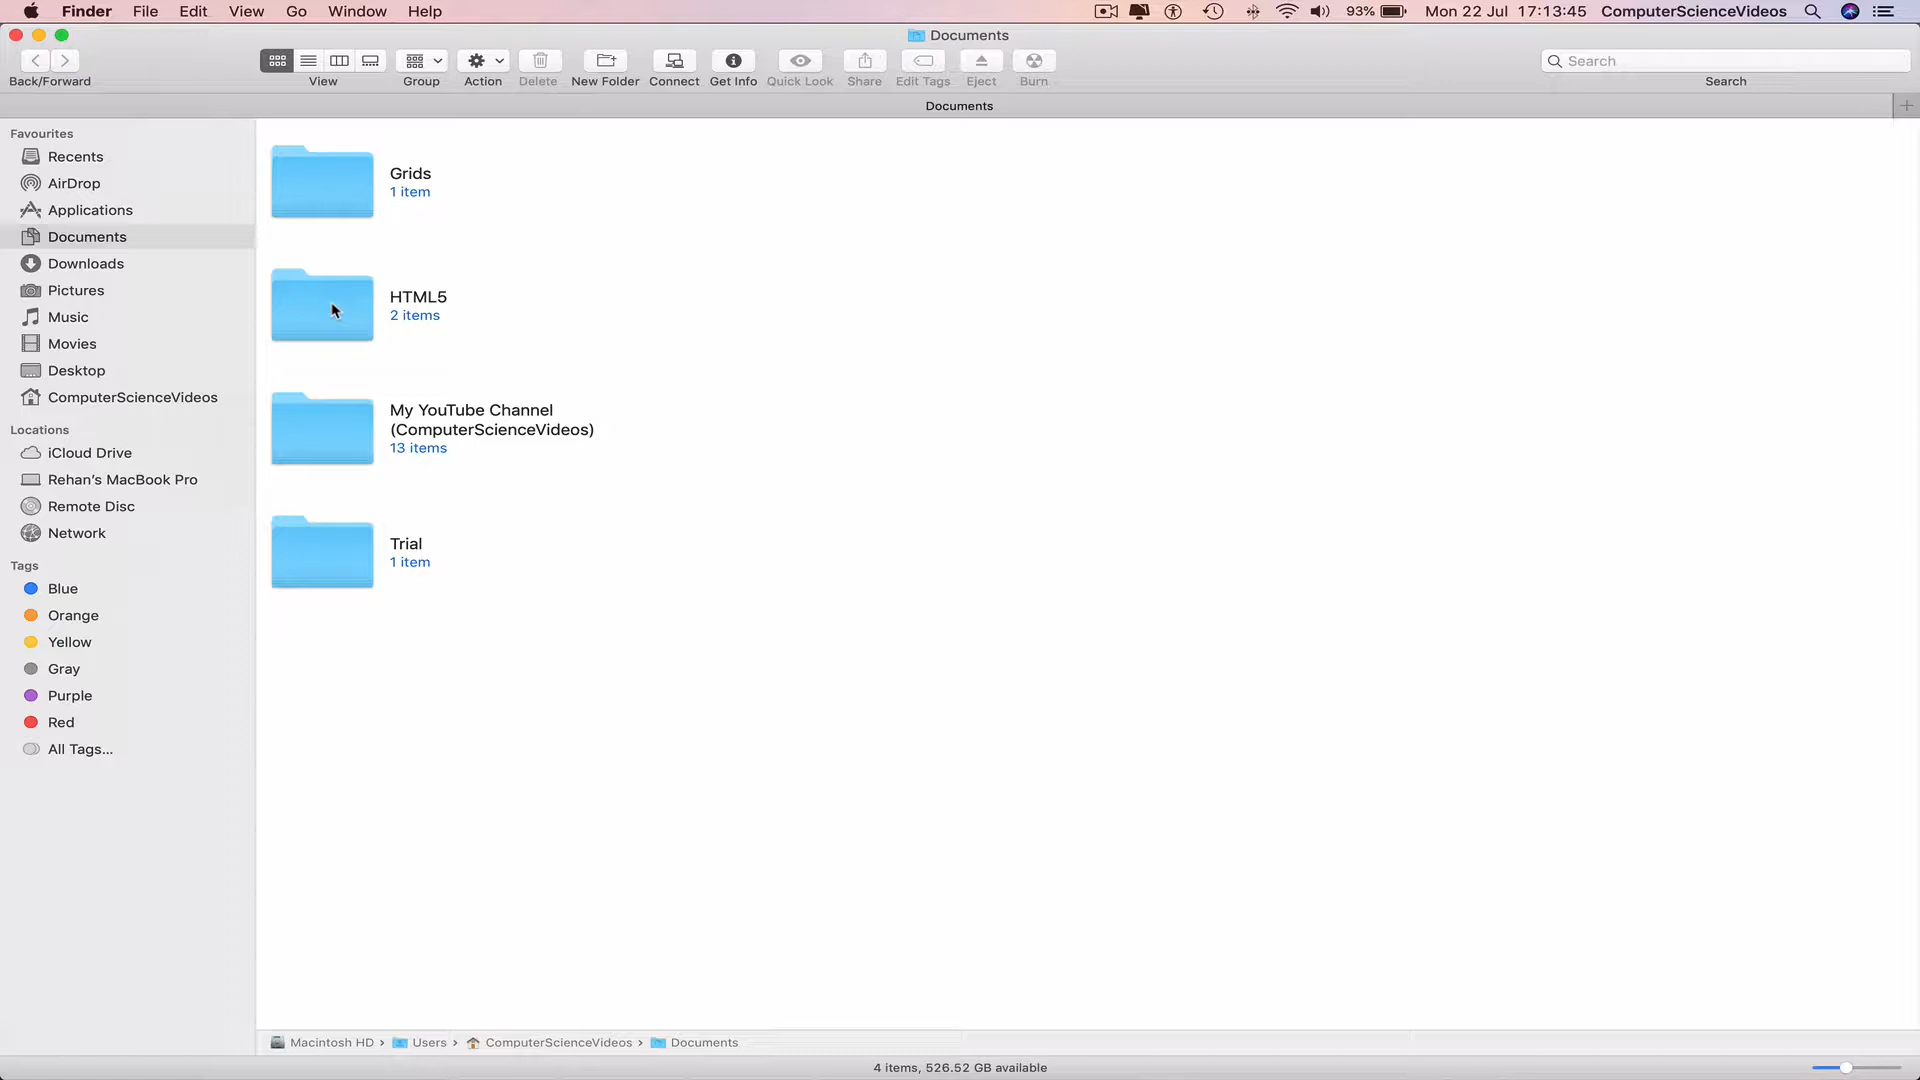 Finder File Edit View Go Window Help 93% Mon 22 Jul 17:13:45 ComputerScienceVideos
Documents
Back/Forward View Group Action Delete New Folder Connect Get Info Quick Look Share Edit Tags Eject Burn Search
Search
Documents
Favourites
Recents
AirDrop
Applications
Documents
Downloads
Pictures
Music
Movies
Desktop
ComputerScienceVideos
Locations
iCloud Drive
Rehan's MacBook Pro
Remote Disc
Network
Tags
Blue
Orange
Yellow
Gray
Purple
Red
All Tags...
Grids
1 item
HTML5
2 items
My YouTube Channel
(ComputerScienceVideos)
13 items
Trial
1 item
Macintosh HD › Users › ComputerScienceVideos › Documents
4 items, 526.52 GB available